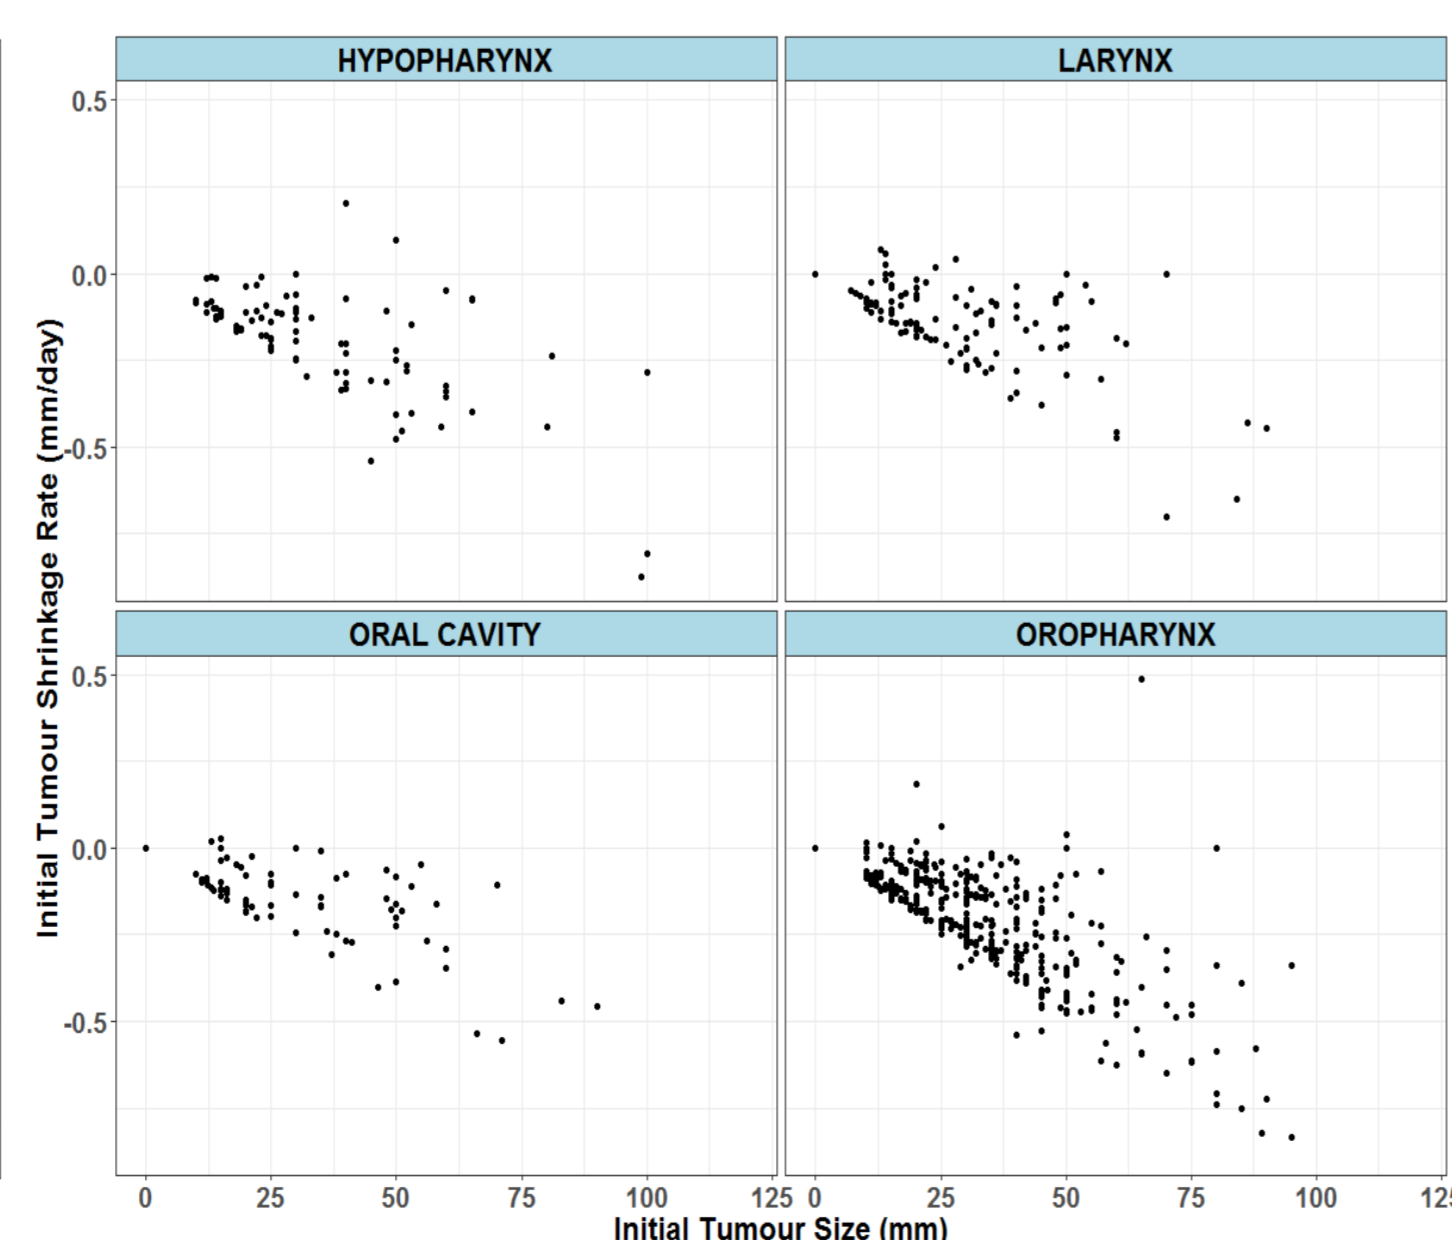 HYPOPHARYNX
LARYNX
0.5
0.0
-0.5
ORAL CAVITY
OROPHARYNX
0.5
0.0
-0.5
Initial Tumour Shrinkage Rate (mm/day)
0 25 50 75 100 125 0 25 50 75 100 125
Initial Tumour Size (mm)